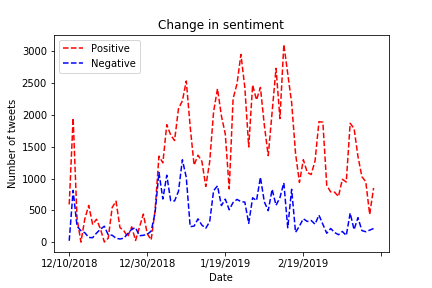 Change in sentiment
Positive
Negative
Number of tweets
3000
2500
2000
1500
1000
500
0
12/10/2018 12/30/2018 1/19/2019 2/19/2019
Date